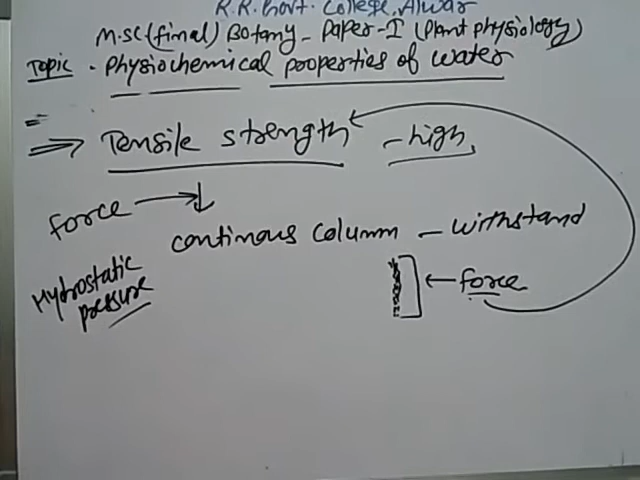 R.R. Govt. College, Alwar
M.SC (final) Botany - Paper-I (Plant physiology)
Topic - Physiochemical properties of water
=> Tensile strength - high
force → ↓
continous column - withstand
Hydrostatic
pressure
← force